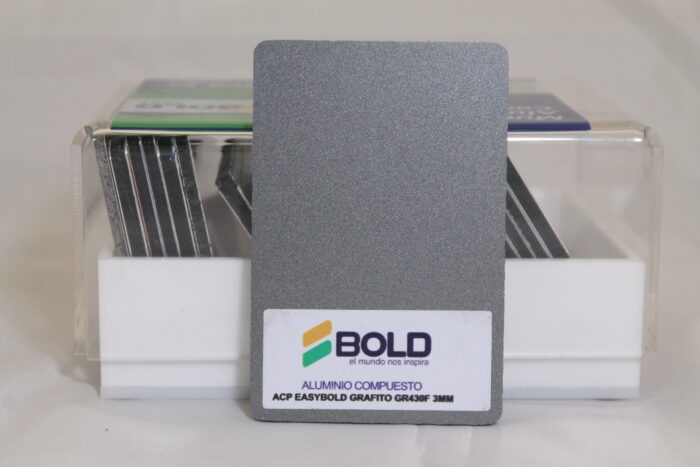 BOLD
el mundo nos inspira
ALUMINIO COMPUESTO
ACP EASYBOLD GRAFITO GR430F 3MM